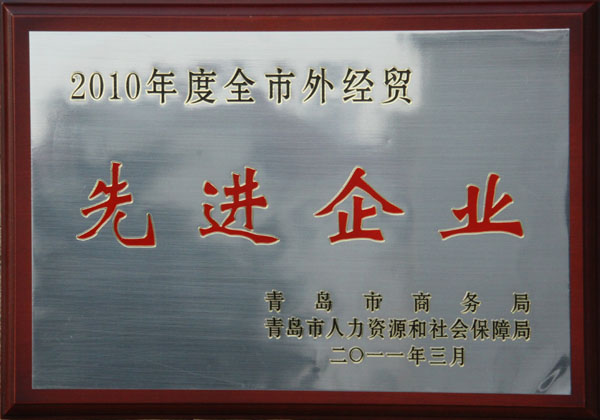 2010年度全市外经贸
先进企业
青岛市商务局
青岛市人力资源和社会保障局
二〇一一年三月